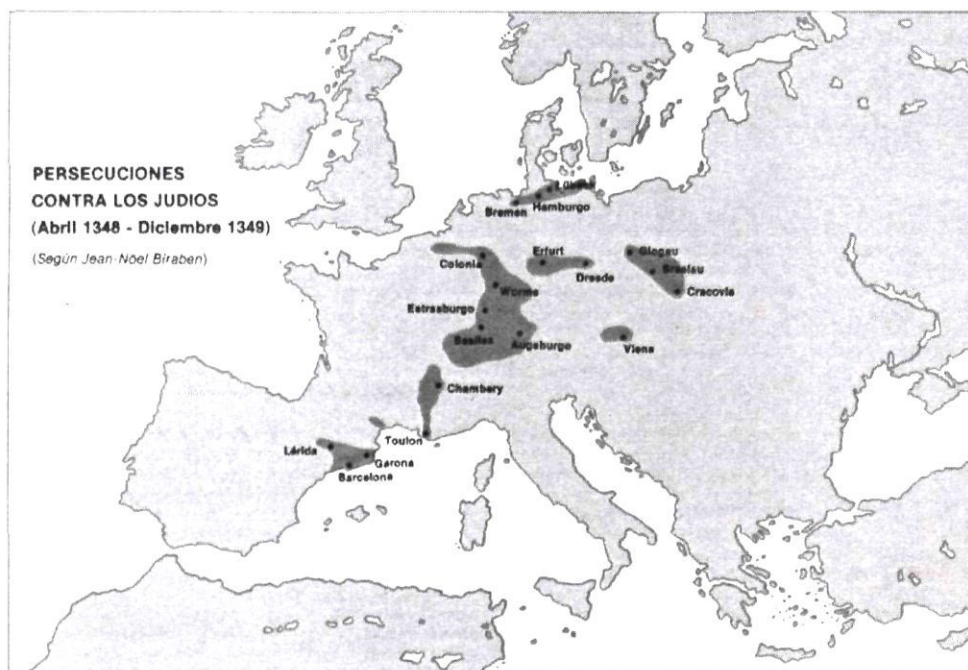 PERSECUCIONES
CONTRA LOS JUDIOS
(Abril 1348 - Diciembre 1349)
(Según Jean-Nöel Biraben)
Lübeck
Bremen
Hamburgo
Colonia
Erfurt
Dresde
Glogau
Breslau
Cracovia
Worms
Estrasburgo
Basilea
Augsburgo
Viena
Chambery
Toulon
Lérida
Gerona
Barcelona